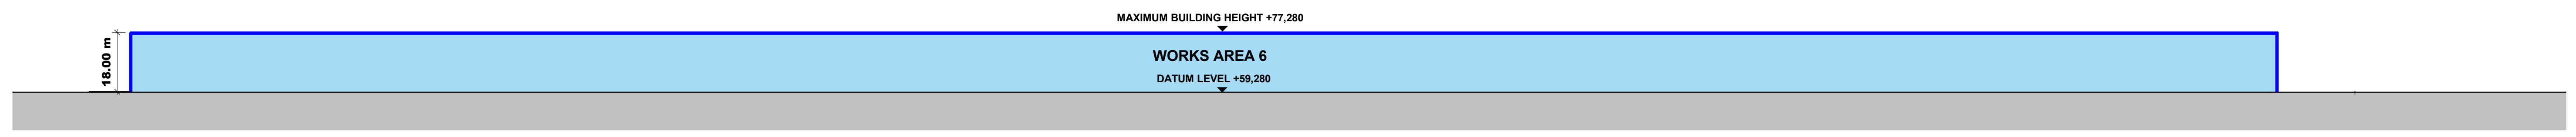 MAXIMUM BUILDING HEIGHT +77,280
18.00 m
WORKS AREA 6
DATUM LEVEL +59,280